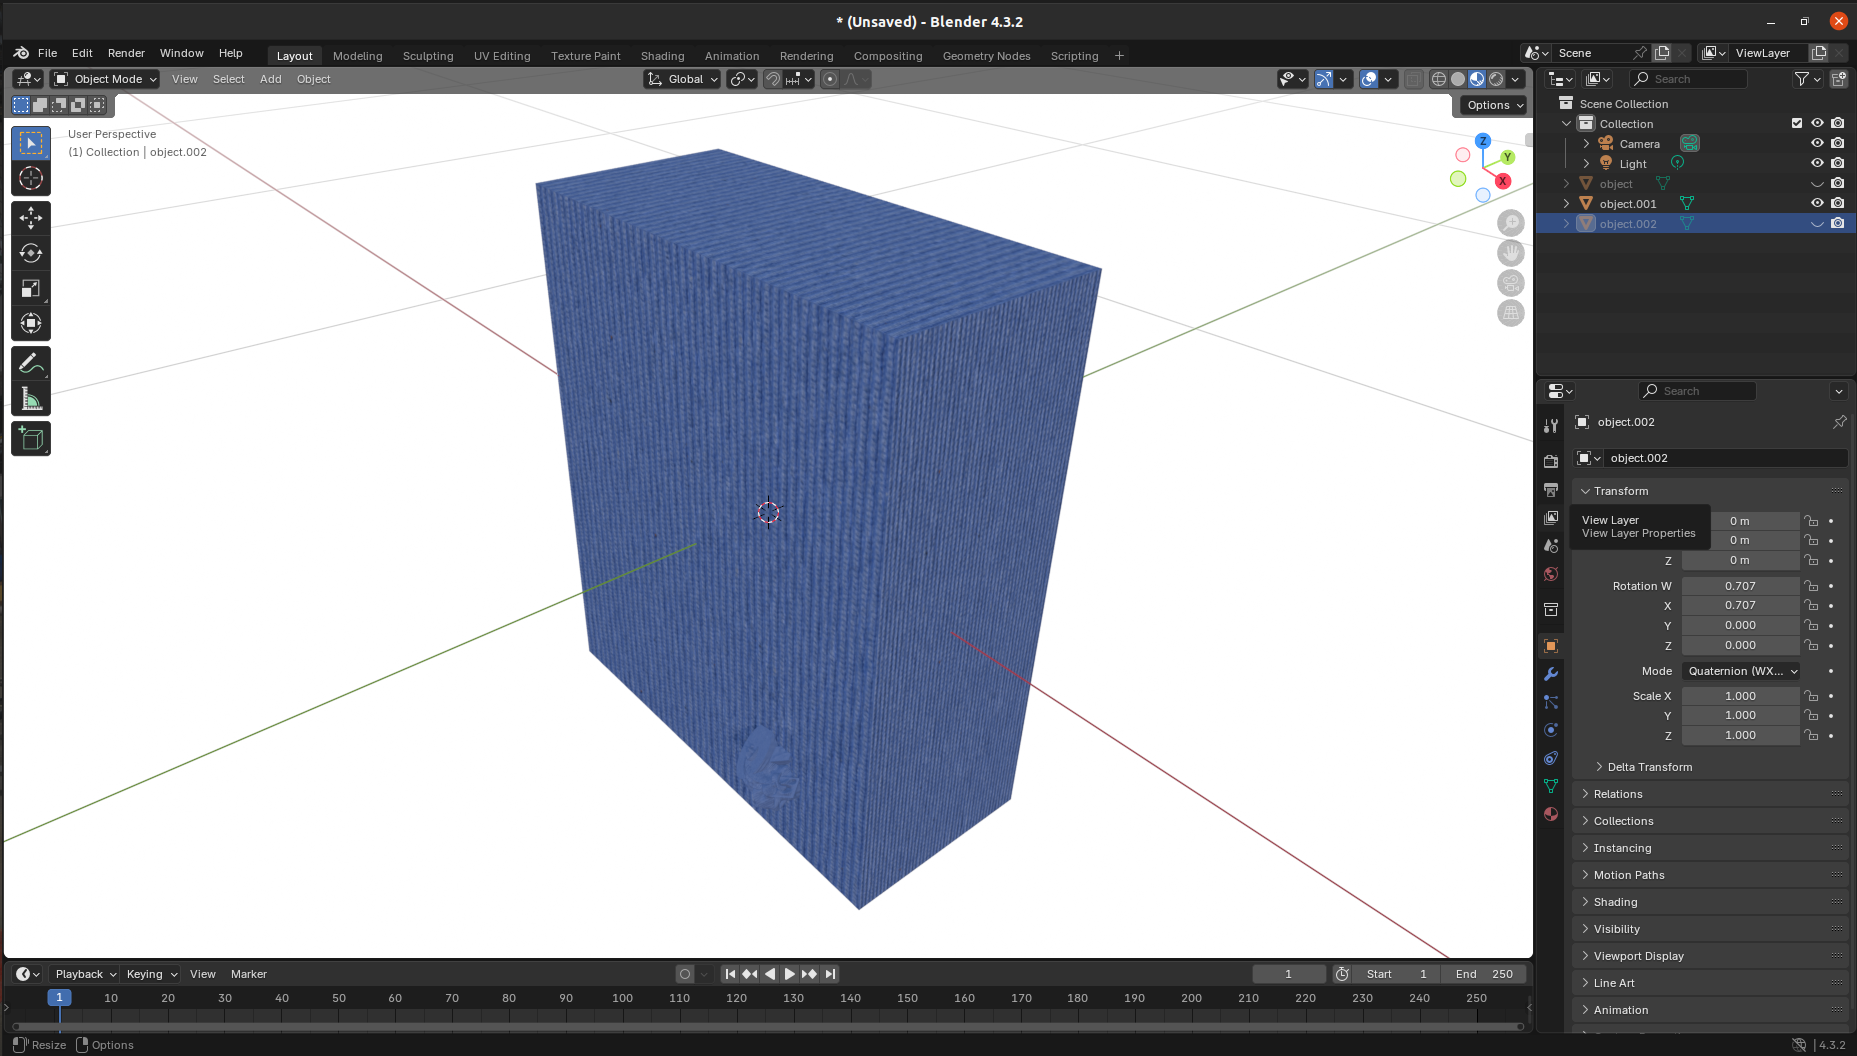 * (Unsaved) - Blender 4.3.2
File Edit Render Window Help
Layout Modeling Sculpting UV Editing Texture Paint Shading Animation Rendering Compositing Geometry Nodes Scripting +
Scene ViewLayer
Object Mode View Select Add Object Global
Options
User Perspective
(1) Collection | object.002
Z
Y
X
Search
Scene Collection
Collection
Camera
Light
object
object.001
object.002
Search
object.002
object.002
Transform
View Layer
View Layer Properties
0 m
0 m
Z 0 m
Rotation W 0.707
X 0.707
Y 0.000
Z 0.000
Mode Quaternion (WX...
Scale X 1.000
Y 1.000
Z 1.000
Delta Transform
Relations
Collections
Instancing
Motion Paths
Shading
Visibility
Viewport Display
Line Art
Animation
Playback Keying View Marker 1 Start 1 End 250
1 10 20 30 40 50 60 70 80 90 100 110 120 130 140 150 160 170 180 190 200 210 220 230 240 250
Resize Options | 4.3.2